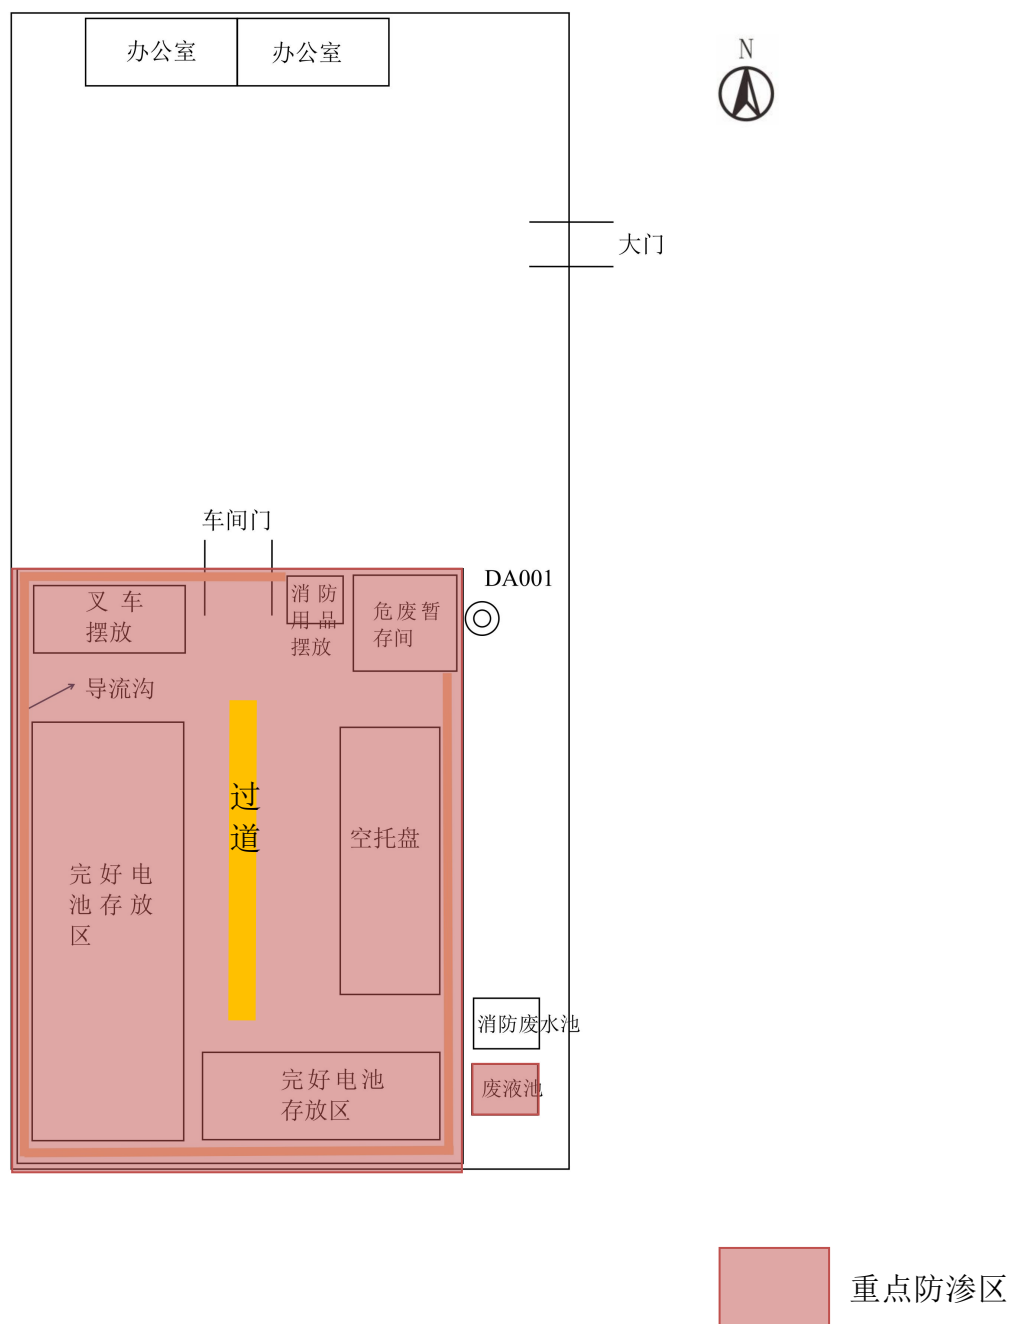 办公室
办公室
N
大门
车间门
DA001
叉车
摆放
消防
用品
摆放
危废暂
存间
导流沟
过
道
空托盘
完好电
池存放
区
消防废水池
完好电池
存放区
废液池
重点防渗区